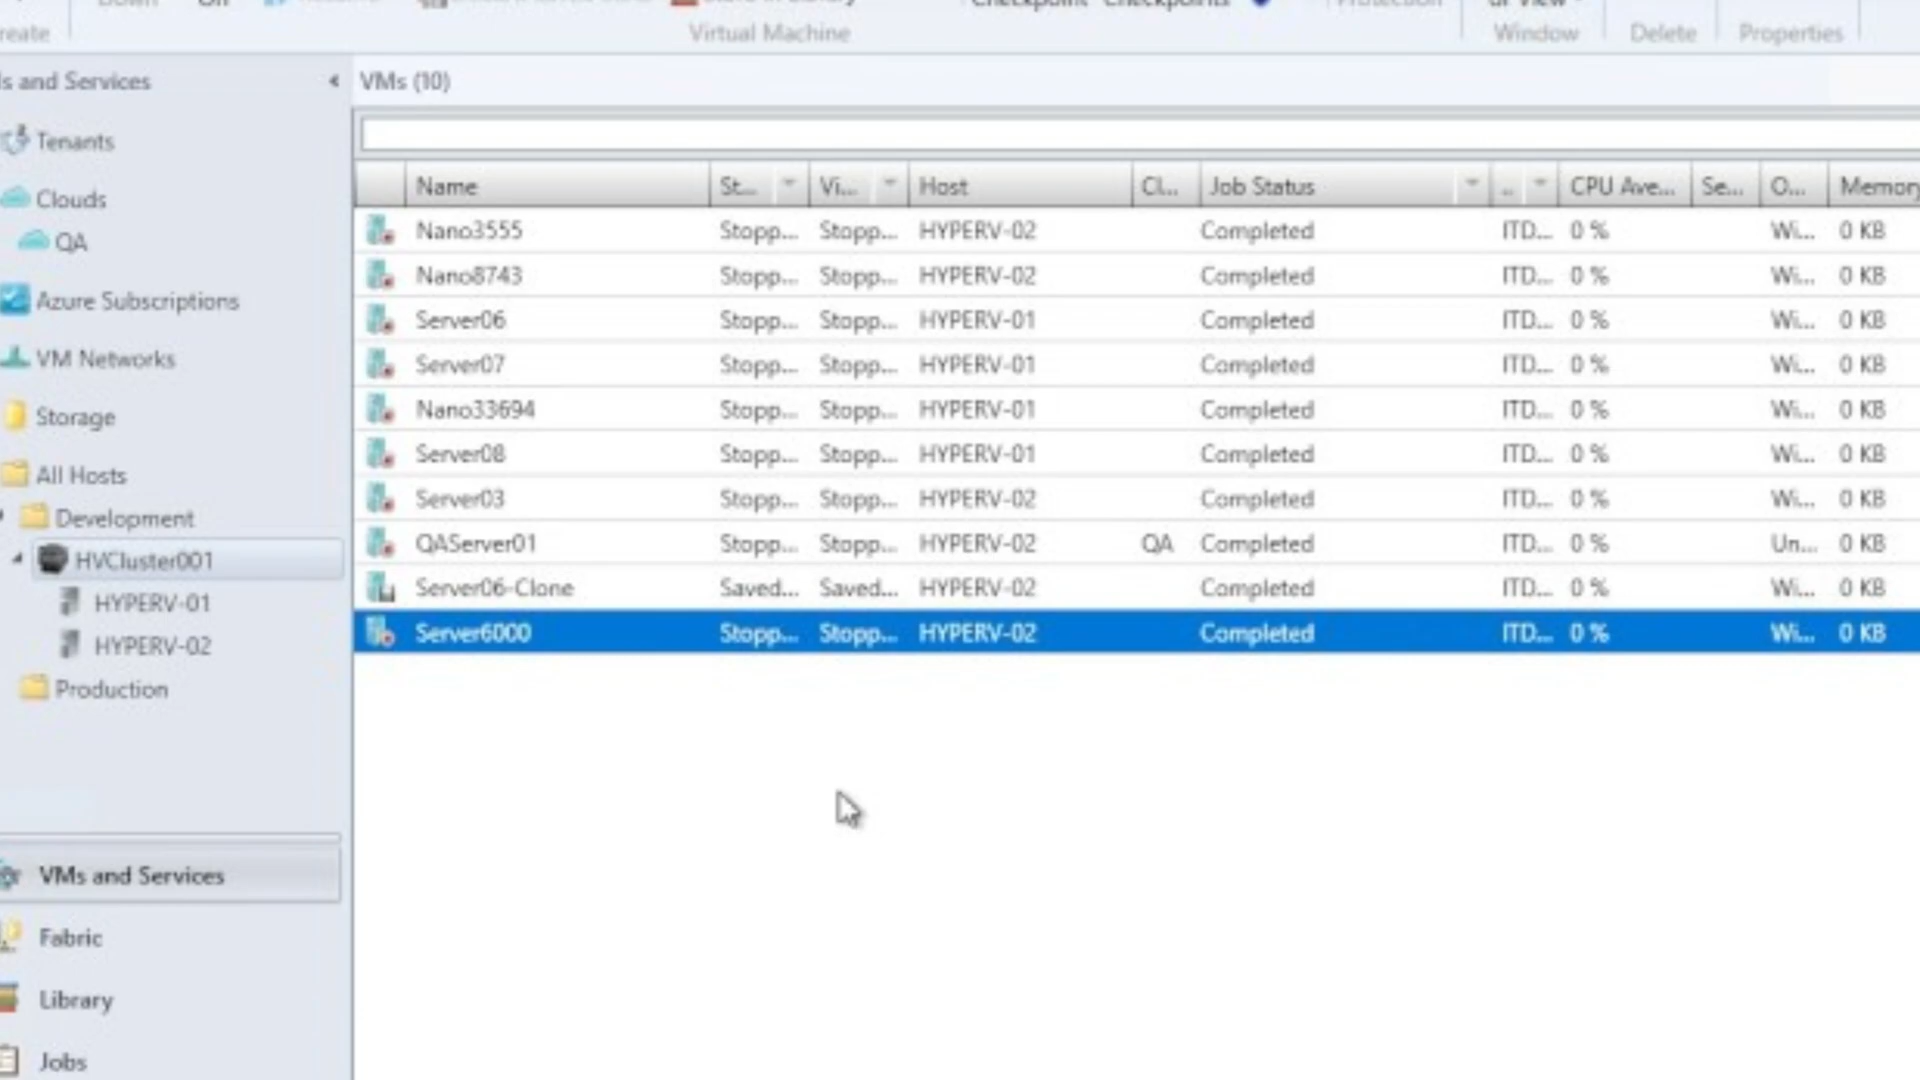 Virtual Machine
Window
Delete
Properties
s and Services
VMs (10)
Tenants
Clouds
QA
Azure Subscriptions
VM Networks
Storage
All Hosts
Development
HVCluster001
HYPERV-01
HYPERV-02
Production
VMs and Services
Fabric
Library
Jobs
Name St... Vi... Host Cl... Job Status .. CPU Ave... Se... O... Memory
Nano3555 Stopp... Stopp... HYPERV-02 Completed ITD... 0 % Wi... 0 KB
Nano8743 Stopp... Stopp... HYPERV-02 Completed ITD... 0 % Wi... 0 KB
Server06 Stopp... Stopp... HYPERV-01 Completed ITD... 0 % Wi... 0 KB
Server07 Stopp... Stopp... HYPERV-01 Completed ITD... 0 % Wi... 0 KB
Nano33694 Stopp... Stopp... HYPERV-01 Completed ITD... 0 % Wi... 0 KB
Server08 Stopp... Stopp... HYPERV-01 Completed ITD... 0 % Wi... 0 KB
Server03 Stopp... Stopp... HYPERV-02 Completed ITD... 0 % Wi... 0 KB
QAServer01 Stopp... Stopp... HYPERV-02 QA Completed ITD... 0 % Un... 0 KB
Server06-Clone Saved... Saved... HYPERV-02 Completed ITD... 0 % Wi... 0 KB
Server6000 Stopp... Stopp... HYPERV-02 Completed ITD... 0 % Wi... 0 KB